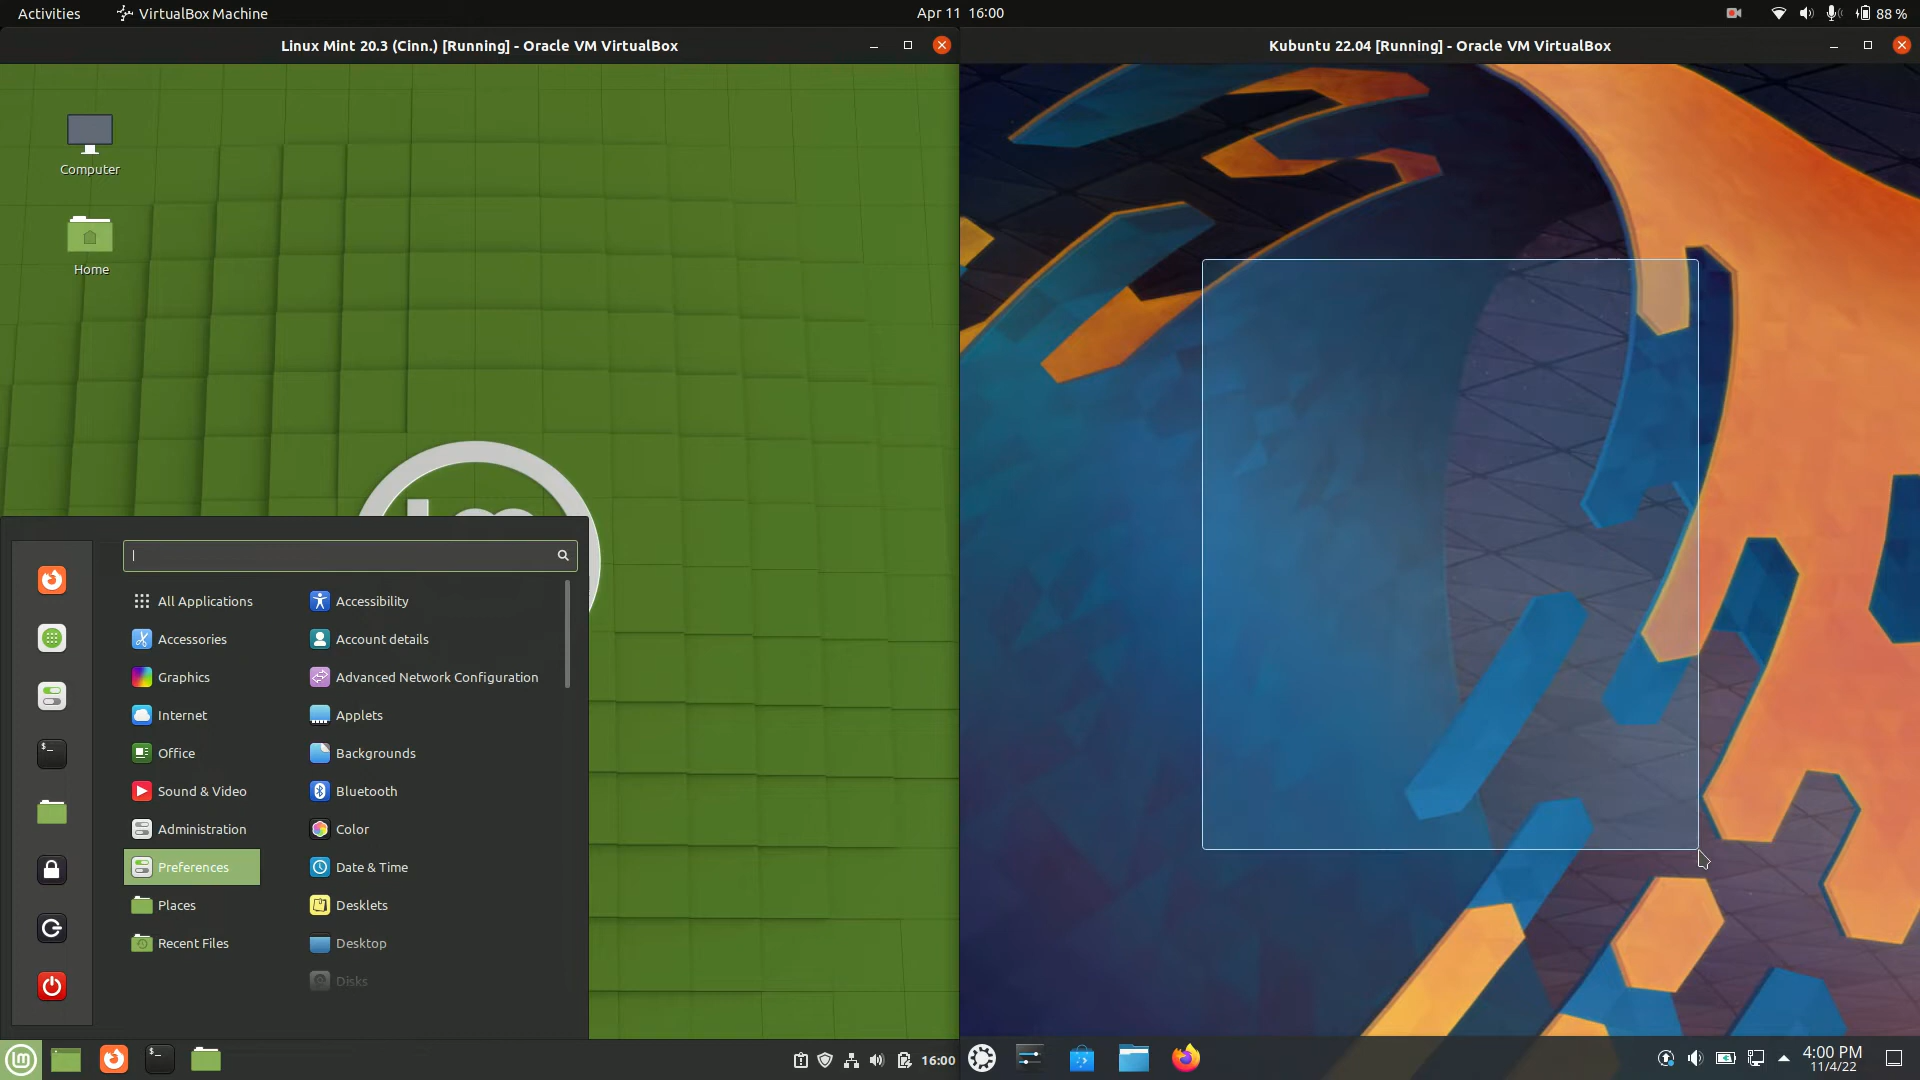 Activities
VirtualBox Machine
Apr 11 16:00
88 %
Linux Mint 20.3 (Cinn.) [Running] - Oracle VM VirtualBox
Kubuntu 22.04 [Running] - Oracle VM VirtualBox
Computer
Home
lm
All Applications
Accessories
Graphics
Internet
Office
Sound & Video
Administration
Preferences
Places
Recent Files
Accessibility
Account details
Advanced Network Configuration
Applets
Backgrounds
Bluetooth
Color
Date & Time
Desklets
Desktop
Disks
16:00
4:00 PM
11/4/22